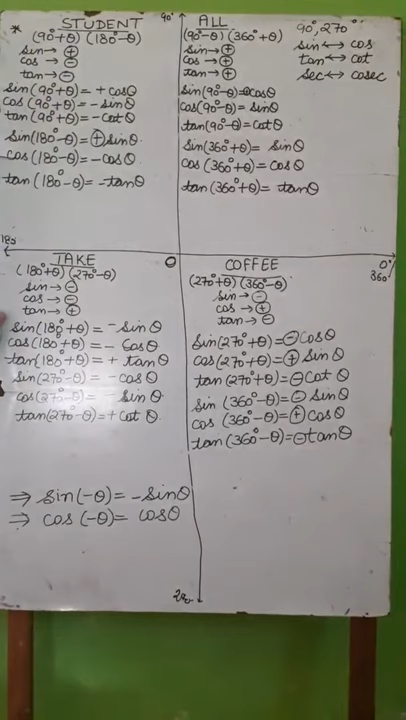 * STUDENT
(90°+θ) (180°-θ)
sin→ ⊕
cos → ⊖
tan→ ⊖
sin(90°+θ) = + cosθ
cos(90°+θ) = - sinθ
tan(90°+θ) = - cotθ
sin(180°-θ) = ⊕ sinθ
cos(180°-θ) = - cosθ
tan(180°-θ) = - tanθ
90°
ALL
(90°-θ) (360°+θ)
sin→ ⊕
cos → ⊕
tan→ ⊕
sin(90°-θ)=⊕cosθ
cos(90°-θ)= sinθ
tan(90°-θ)= cotθ
sin(360°+θ)= sinθ
cos(360°+θ)= cosθ
tan(360°+θ)= tanθ
90°, 270°
sin↔ cos
tan↔ cot
sec↔ cosec
180
O
0°/
360°
TAKE
(180°+θ) (270°-θ)
sin→ ⊖
cos→ ⊖
tan→ ⊕
sin(180°+θ) = - sinθ
cos(180°+θ) = - cosθ
tan(180°+θ) = + tanθ
sin(270°-θ) = - cosθ
cos(270°-θ) = - sinθ
tan(270°-θ) = + cotθ
COFFEE
(270°+θ) (360°-θ)
sin→ ⊖
cos→ ⊕
tan→ ⊖
sin(270°+θ)=⊖cosθ
cos(270°+θ)=⊕ sinθ
tan(270°+θ)=⊖cotθ
sin (360°-θ)=⊖ sinθ
cos (360°-θ)=⊕cosθ
tan(360°-θ)=⊖tanθ
⇒ sin(-θ) = - sinθ
⇒ cos(-θ) = cosθ